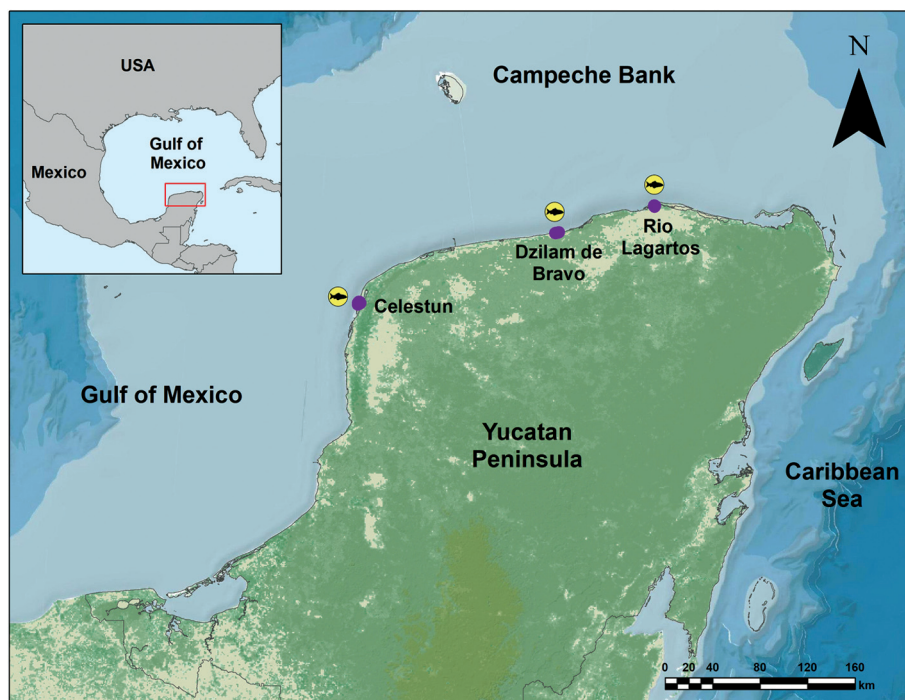 USA
Gulf of
Mexico
Mexico
Campeche Bank
N
Rio
Lagartos
Dzilam de
Bravo
Celestun
Gulf of Mexico
Yucatan
Peninsula
Caribbean
Sea
0 20 40 80 120 160
km